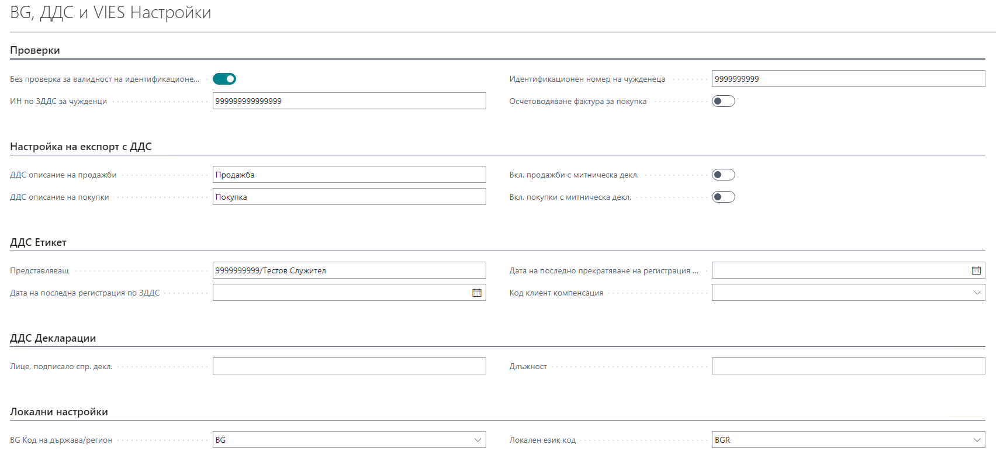 BG, ДДС и VIES Настройки
Проверки
Без проверка за валидност на идентификационе...
Идентификационен номер на чужденеца
9999999999
ИН по ЗДДС за чужденци
999999999999999
Осчетоводяване фактура за покупка
Настройка на експорт с ДДС
ДДС описание на продажби
Продажба
Вкл. продажби с митническа декл.
ДДС описание на покупки
Покупка
Вкл. покупки с митническа декл.
ДДС Етикет
Представляващ
9999999999/Тестов Служител
Дата на последно прекратяване на регистрация ...
Дата на последна регистрация по ЗДДС
Код клиент компенсация
ДДС Декларации
Лице, подписало спр. декл.
Длъжност
Локални настройки
BG Код на държава/регион
BG
Локален език код
BGR